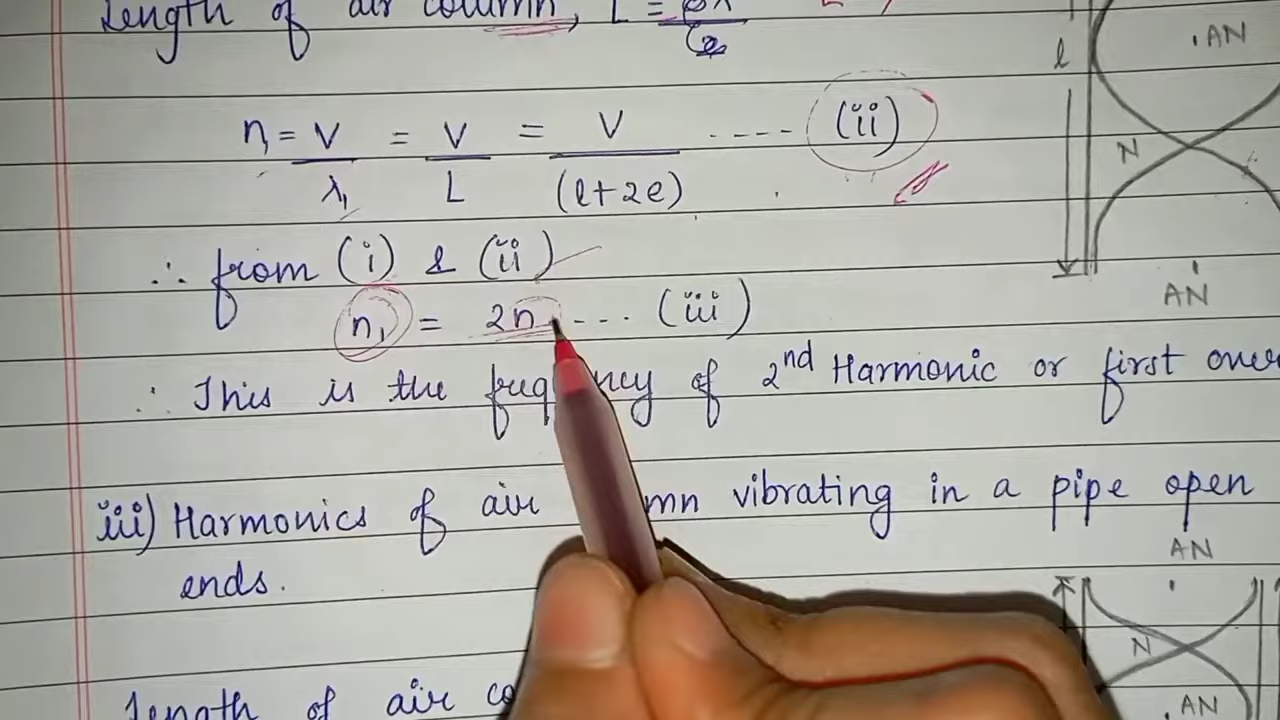 Length of air column, L =
n₁ = V/λ₁ = V/L = V/(l+2e) ---- (ii)
∴ from (i) & (ii)
n₁ = 2n --- (iii)
∴ This is the frequency of 2nd Harmonic or first over
iii) Harmonics of air mn vibrating in a pipe open
ends.
Length of air co
AN
l
N
AN
AN
N
AN